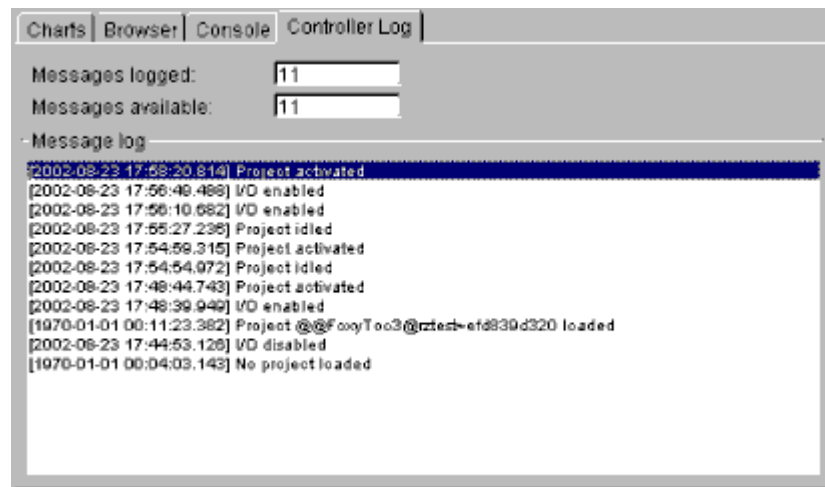 Charts Browser Console Controller Log
Messages logged: 11
Messages available: 11
Message log
[2002-08-23 17:58:20.814] Project activated
[2002-08-23 17:56:49.488] I/O enabled
[2002-08-23 17:56:10.682] I/O enabled
[2002-08-23 17:55:27.236] Project idled
[2002-08-23 17:54:59.315] Project activated
[2002-08-23 17:54:54.972] Project idled
[2002-08-23 17:48:44.743] Project activated
[2002-08-23 17:48:39.949] I/O enabled
[1970-01-01 00:11:23.382] Project loaded
[2002-08-23 17:44:53.126] I/O disabled
[1970-01-01 00:04:03.143] No project loaded